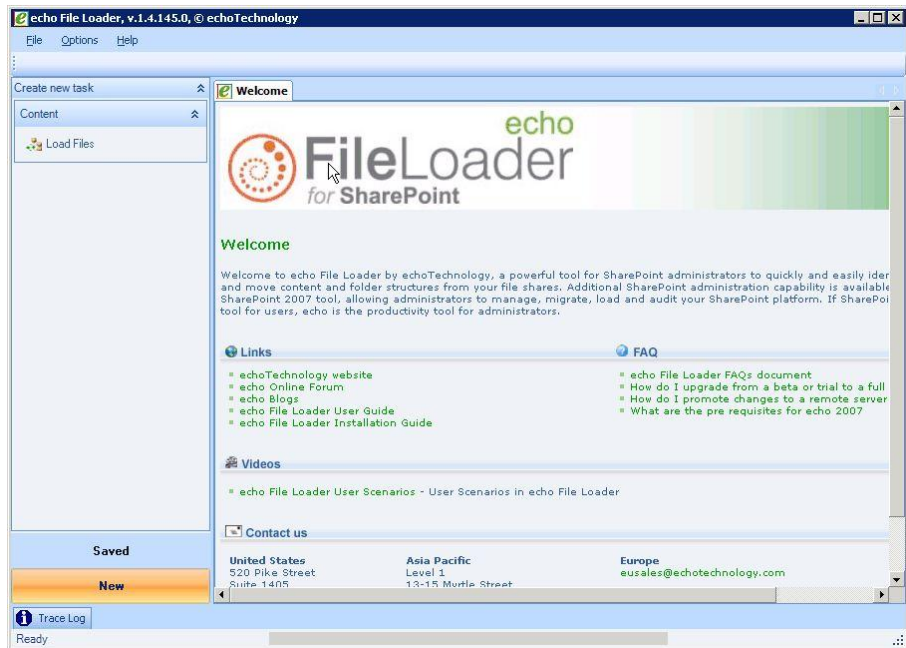 echo File Loader, v.1.4.145.0, © echoTechnology
File Options Help
Create new task
Content
Load Files
Saved
New
Welcome
echo
FileLoader
for SharePoint
Welcome
Welcome to echo File Loader by echoTechnology, a powerful tool for SharePoint administrators to quickly and easily iden
and move content and folder structures from your file shares. Additional SharePoint administration capability is available
SharePoint 2007 tool, allowing administrators to manage, migrate, load and audit your SharePoint platform. If SharePoi
tool for users, echo is the productivity tool for administrators.
Links
echoTechnology website
echo Online Forum
echo Blogs
echo File Loader User Guide
echo File Loader Installation Guide
FAQ
echo File Loader FAQs document
How do I upgrade from a beta or trial to a full
How do I promote changes to a remote server
What are the pre requisites for echo 2007
Videos
echo File Loader User Scenarios - User Scenarios in echo File Loader
Contact us
United States
520 Pike Street
Suite 1405
Asia Pacific
Level 1
13-15 Myrtle Street
Europe
eusales@echotechnology.com
Trace Log
Ready